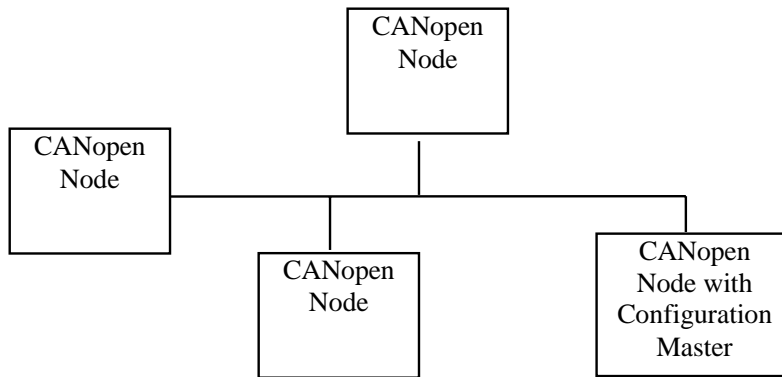 CANopen
Node
CANopen
Node
CANopen
Node
CANopen
Node with
Configuration
Master